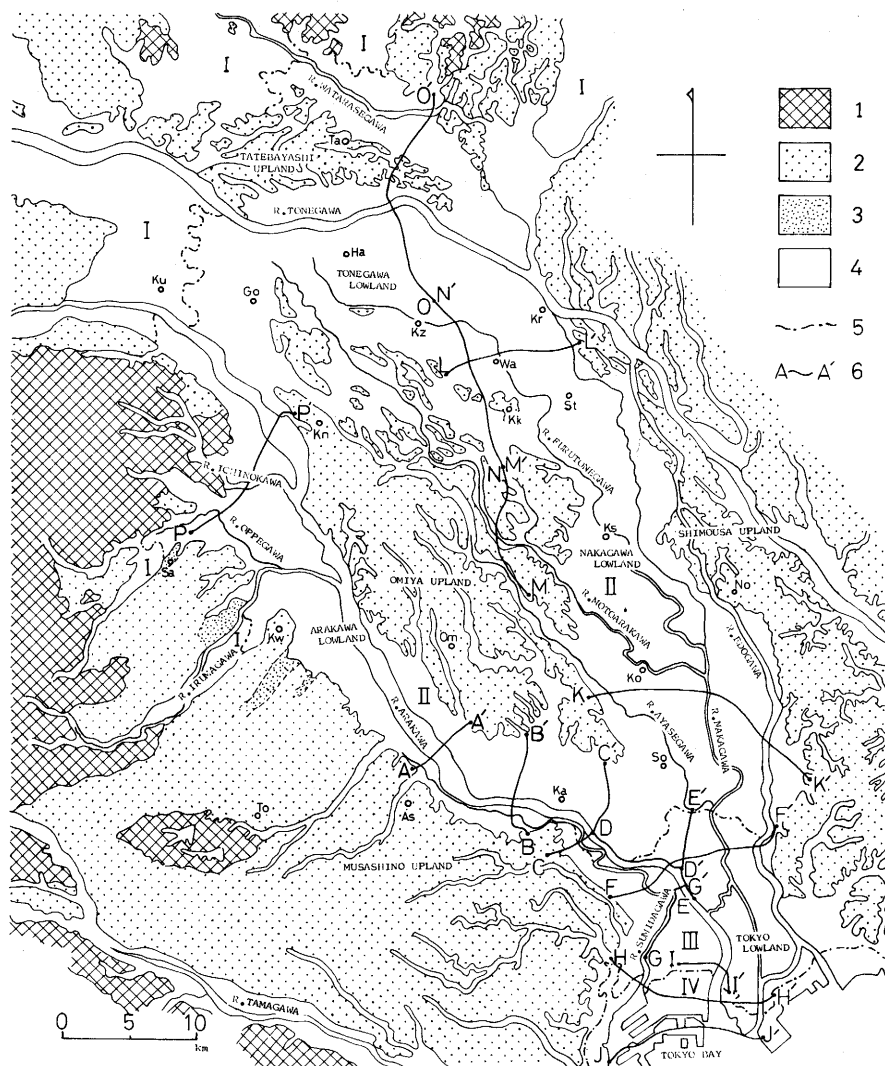 I
I
I
O′
R. WATARASEGAWA
1
Ta
TATEBAYASHI
UPLAND
2
R. TONEGAWA
3
I
Ha
4
Ku
Go
TONEGAWA
LOWLAND
N′
O
Kz
Kr
5
L
L′
Wa
A A′ 6
P′
Kn
Kk
St
R. ICHINOKAWA
R. FURUTONEGAWA
N
M′
P
R. OPPEGAWA
Ks
SHIMOUSA UPLAND
I
Sa
NAKAGAWA
LOWLAND
II
No
OMIYA UPLAND
M
R. MOTOARAKAWA
R. EDOGAWA
I
Kw
ARAKAWA
LOWLAND
Om
R. IRUMAGAWA
Ko
II
K
R. ARAKAWA
A′
B′
R. AYASEGAWA
R. NAKAGAWA
A
C′
So
K′
As
Ka
E′
To
B
D
F′
MUSASHINO UPLAND
C
D′
F
G′
E
R. SUMIDAGAWA
III
TOKYO
LOWLAND
H
G
I
I′
IV
H′
R. TAMAGAWA
0 5 10
km
J
J′
TOKYO BAY